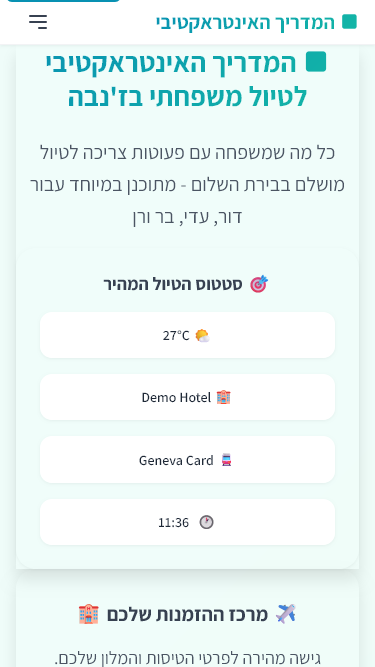 המדריך האינטראקטיבי
המדריך האינטראקטיבי
לטיול משפחתי בז'נבה
כל מה שמשפחה עם פעוטות צריכה לטיול
מושלם בבירת השלום - מתוכנן במיוחד עבור
דור, עדי, בר ורן
סטטוס הטיול המהיר
27°C
Demo Hotel
Geneva Card
11:36
מרכז ההזמנות שלכם
גישה מהירה לפרטי הטיסות והמלון שלכם.